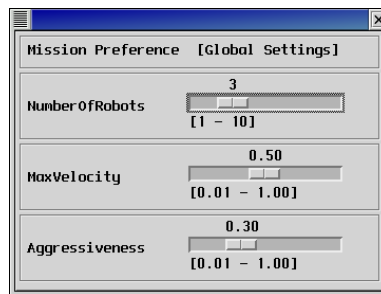 Mission Preference [Global Settings]
3
NumberOfRobots
[1 - 10]
0.50
MaxVelocity
[0.01 - 1.00]
0.30
Aggressiveness
[0.01 - 1.00]